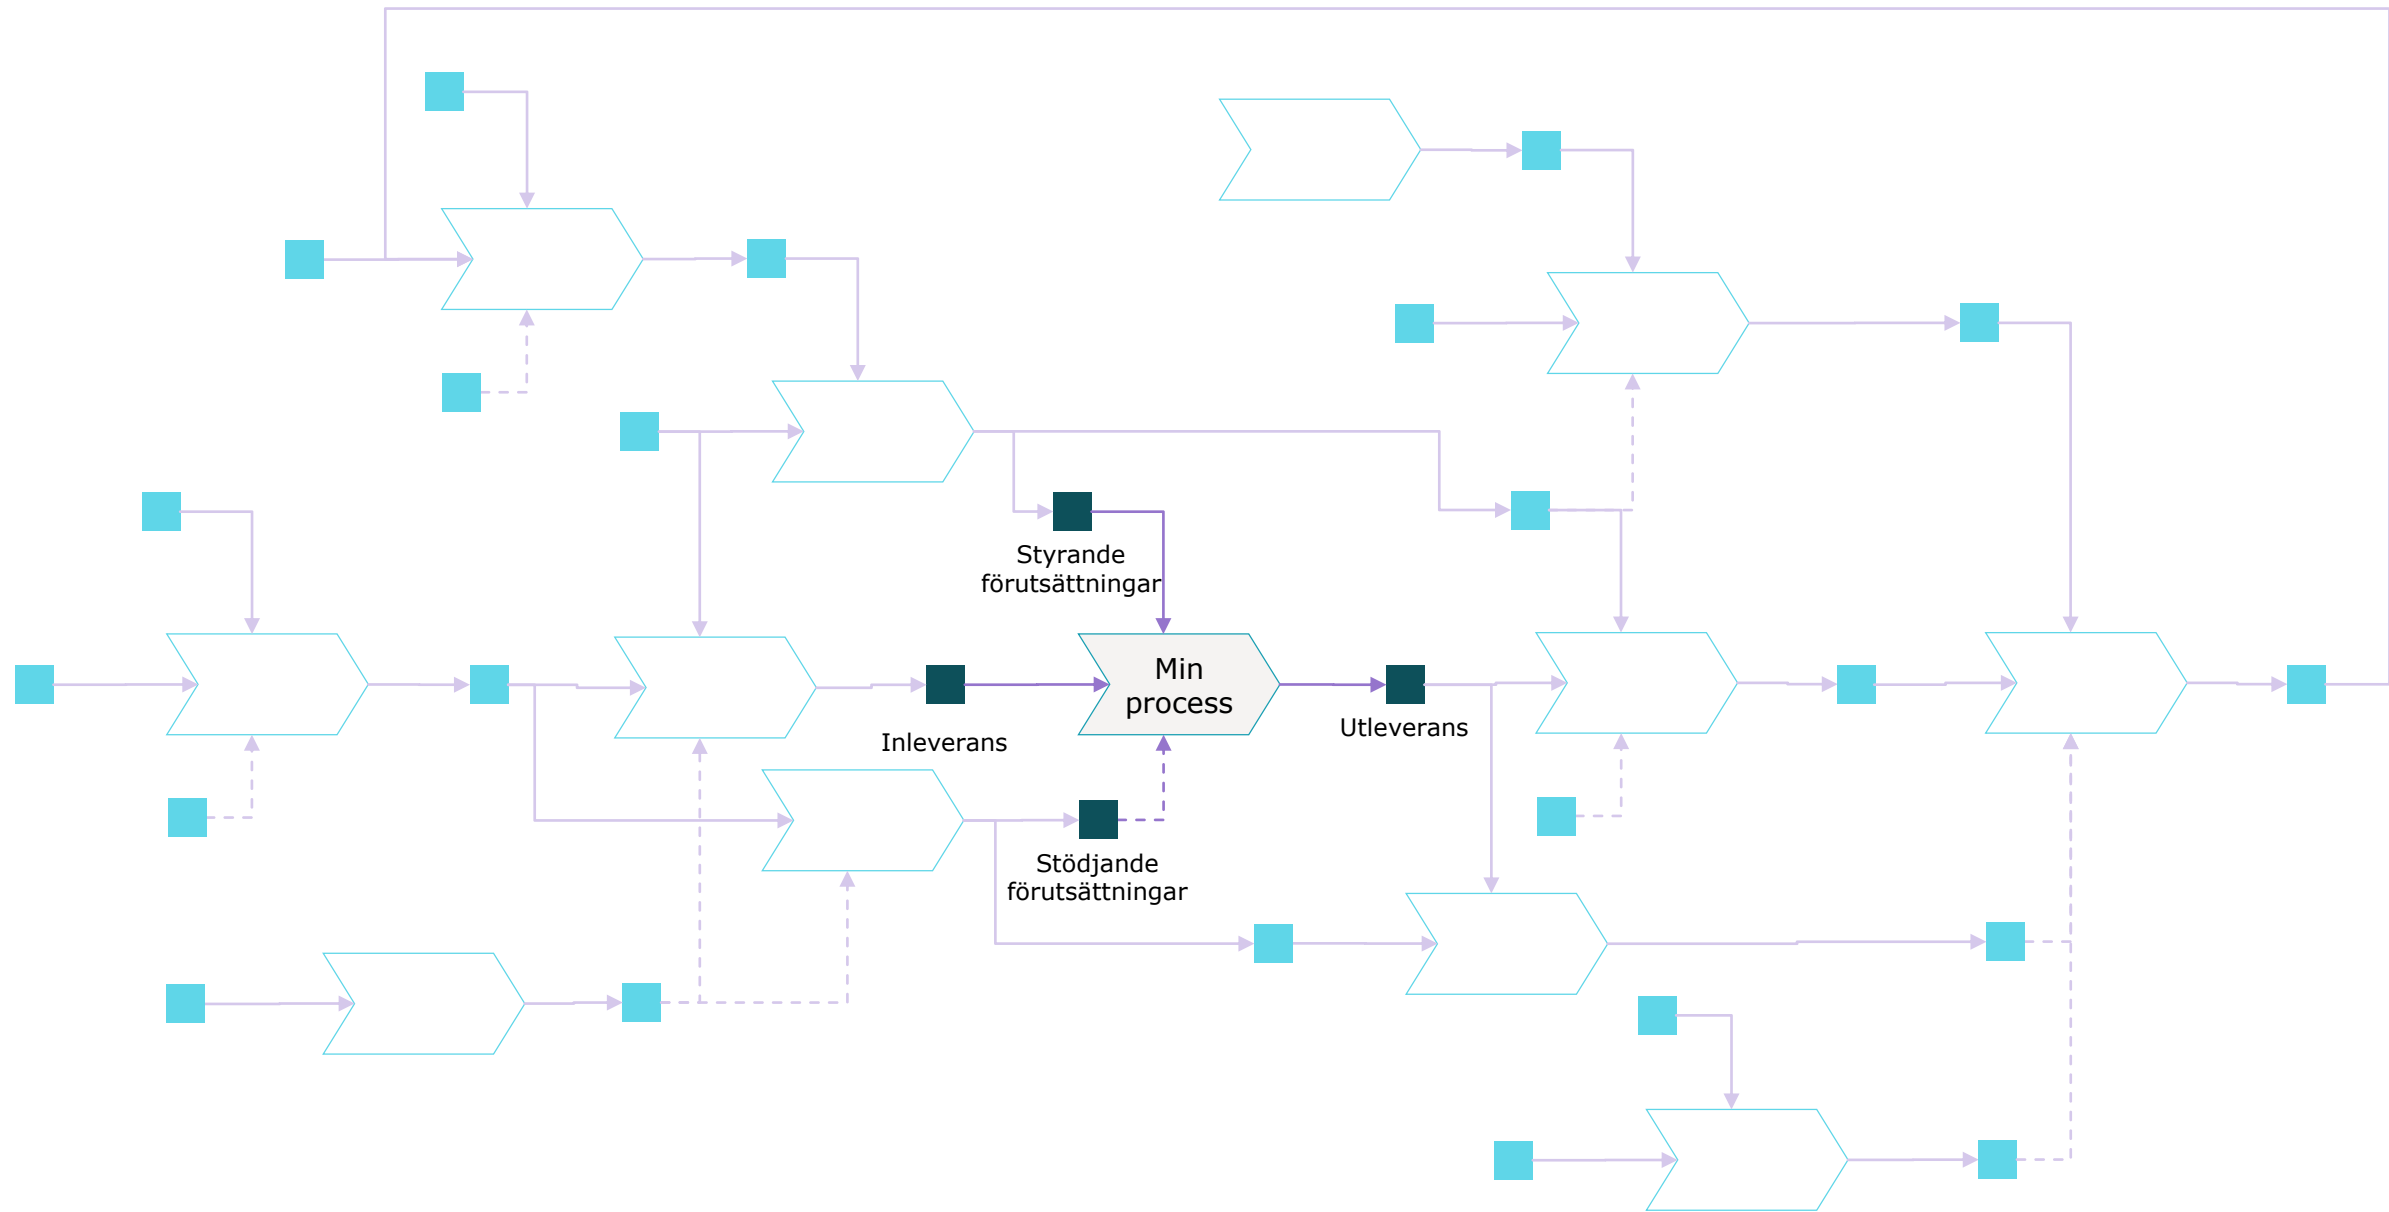 Styrande
förutsättningar
Min
process
Inleverans
Utleverans
Stödjande
förutsättningar